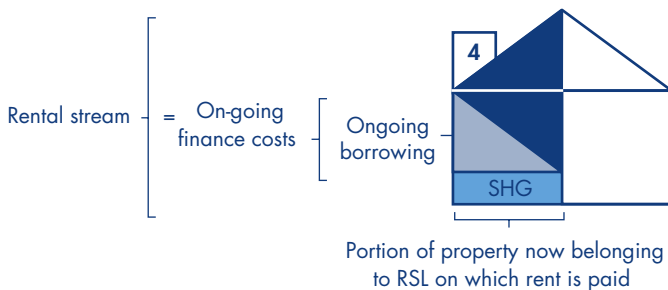 4
Rental stream
=
On-going
finance costs
Ongoing
borrowing
SHG
Portion of property now belonging
to RSL on which rent is paid